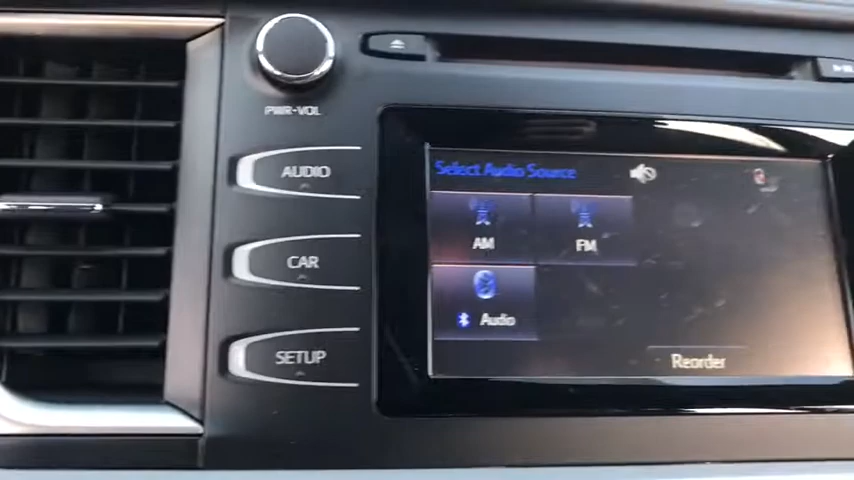 PWR·VOL
AUDIO
CAR
SETUP
Select Audio Source
AM
FM
Audio
Reorder